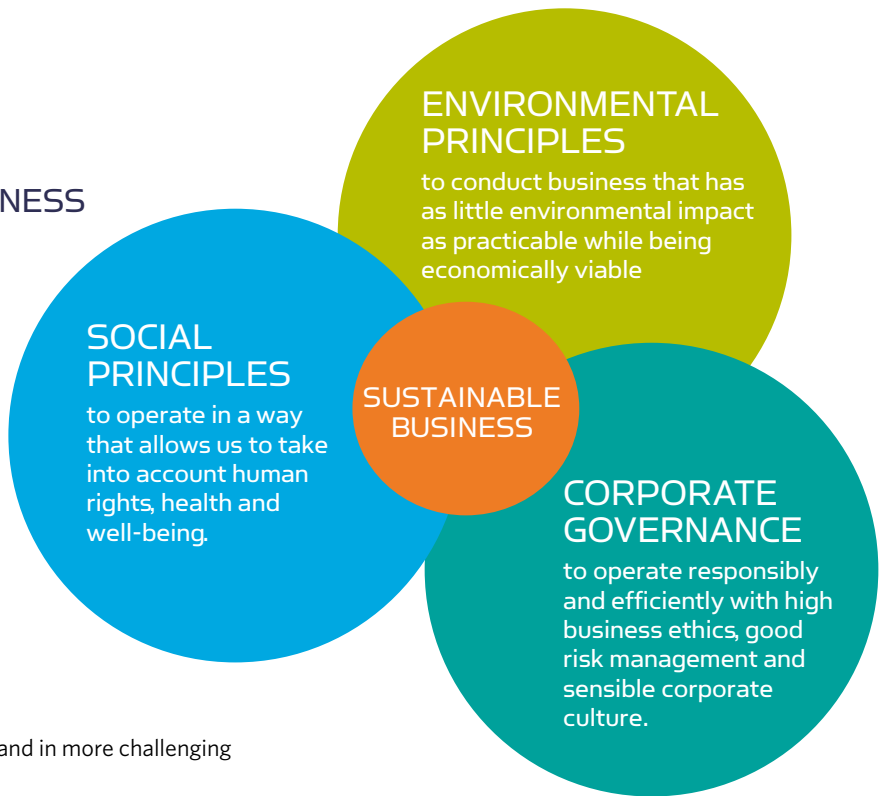 NESS
ENVIRONMENTAL
PRINCIPLES
to conduct business that has
as little environmental impact
as practicable while being
economically viable
SOCIAL
PRINCIPLES
to operate in a way
that allows us to take
into account human
rights, health and
well-being.
SUSTAINABLE
BUSINESS
CORPORATE
GOVERNANCE
to operate responsibly
and efficiently with high
business ethics, good
risk management and
sensible corporate
culture.
and in more challenging